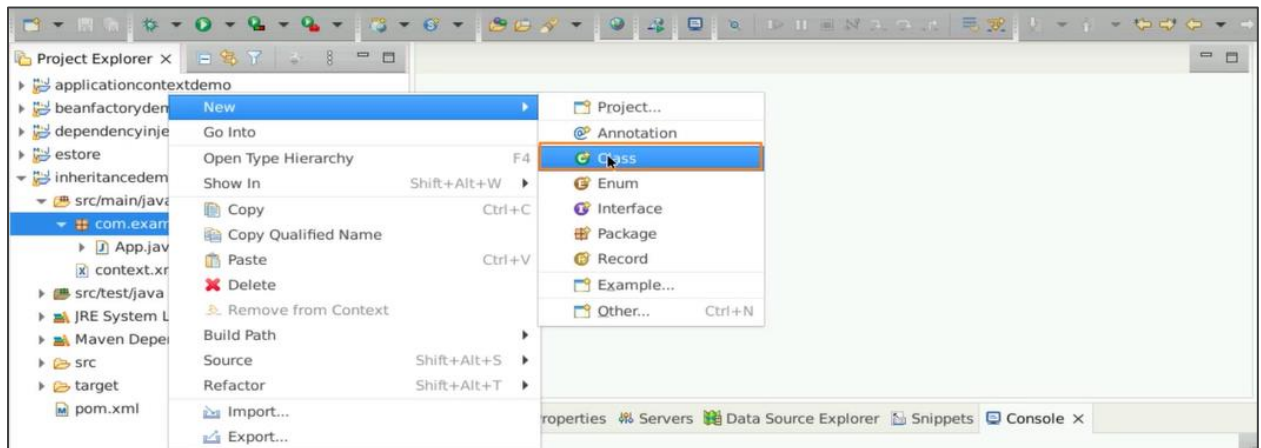 Project Explorer
applicationcontextdemo
beanfactorydem
dependencyinje
estore
inheritancedem
src/main/java
com.exam
App.jav
context.xm
src/test/java
JRE System L
Maven Depe
src
target
pom.xml
New
Go Into
Open Type Hierarchy F4
Show In Shift+Alt+W
Copy Ctrl+C
Copy Qualified Name
Paste Ctrl+V
Delete
Remove from Context
Build Path
Source Shift+Alt+S
Refactor Shift+Alt+T
Import...
Export...
Project...
Annotation
Class
Enum
Interface
Package
Record
Example...
Other... Ctrl+N
roperties Servers Data Source Explorer Snippets Console